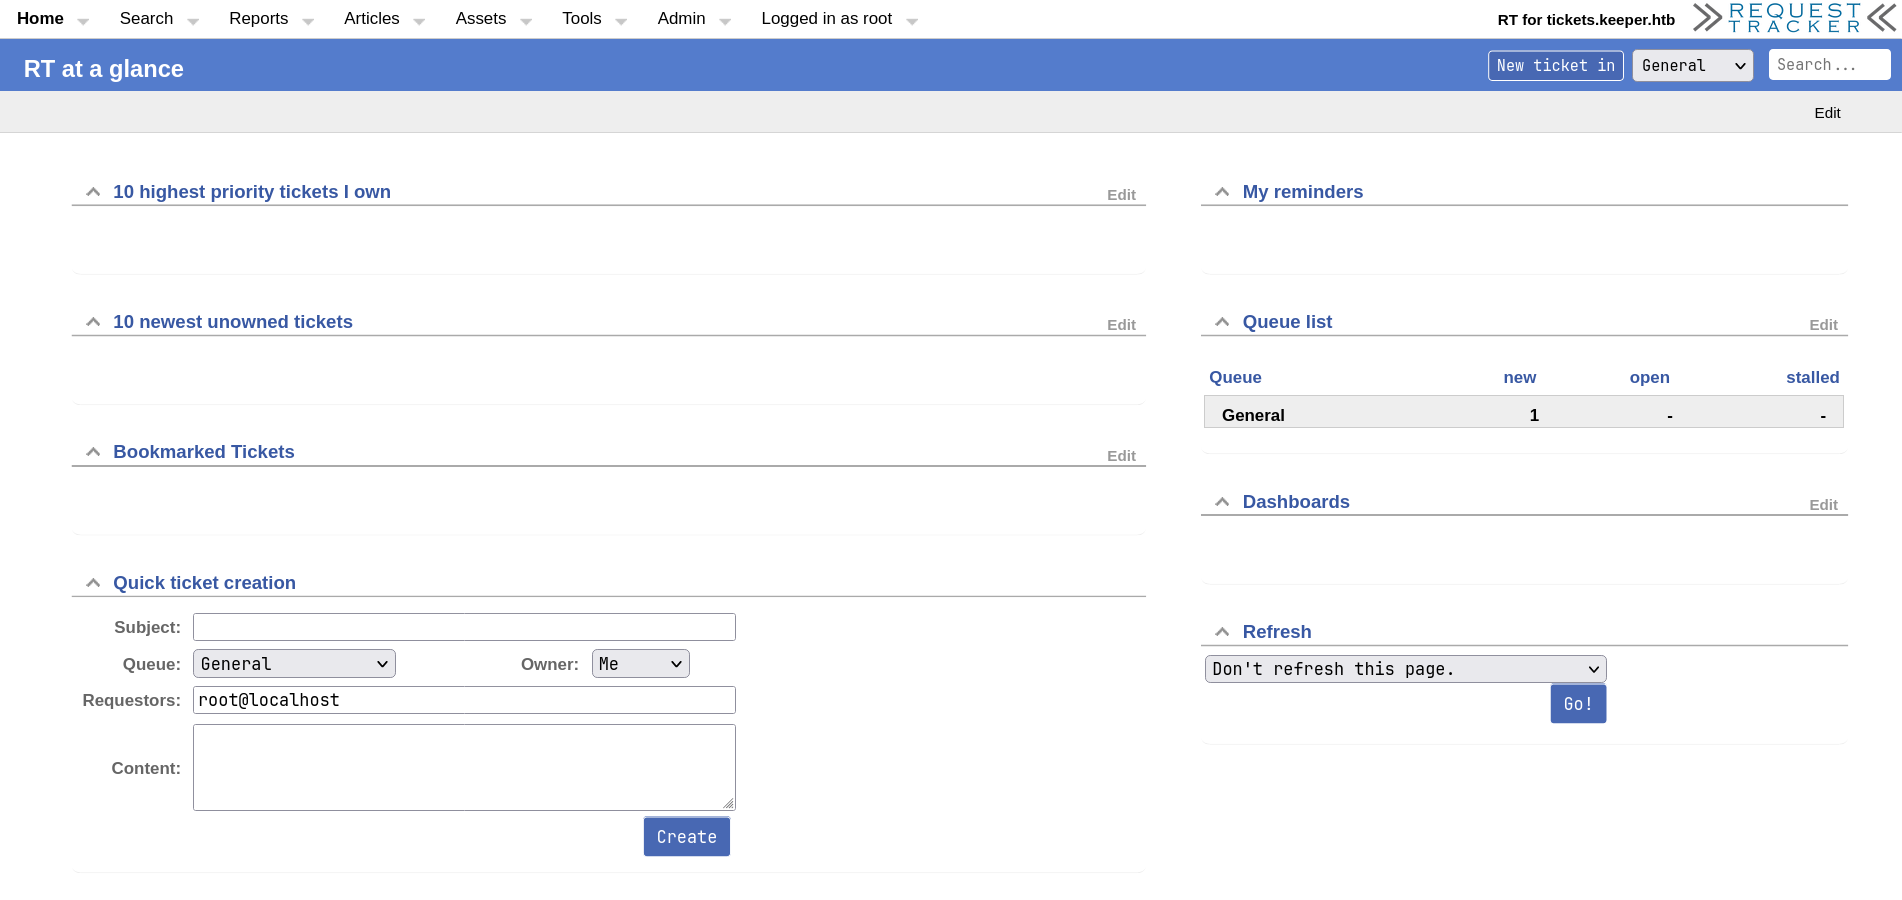 Home Search Reports Articles Assets Tools Admin Logged in as root RT for tickets.keeper.htb REQUEST
TRACKER
RT at a glance New ticket in General Search...
Edit
10 highest priority tickets I own Edit
My reminders
10 newest unowned tickets Edit
Queue list Edit
Queue new open stalled
General 1 - -
Bookmarked Tickets Edit
Dashboards Edit
Quick ticket creation
Subject:
Queue: General Owner: Me
Requestors: root@localhost
Content:
Create
Refresh
Don't refresh this page.
Go!